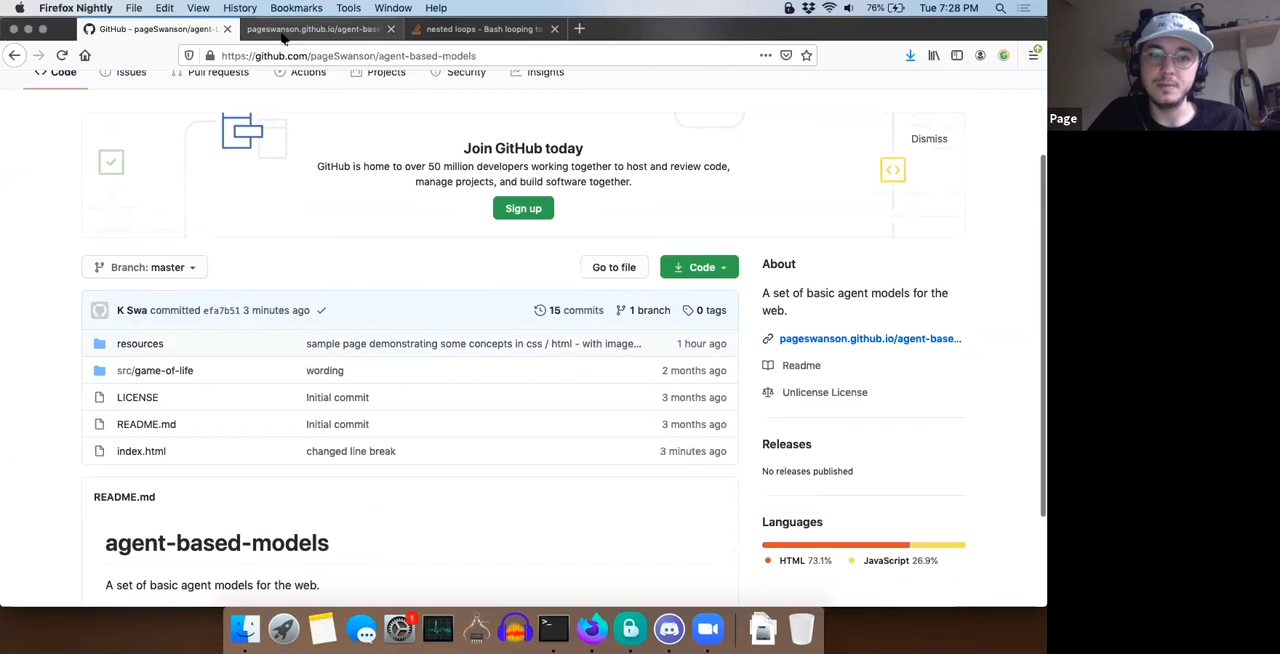 Firefox Nightly File Edit View History Bookmarks Tools Window Help 76% Tue 7:28 PM
GitHub - pageSwanson/agent-
pageswanson.github.io/agent-base
nested loops - Bash looping to
https://github.com/pageSwanson/agent-based-models
Code Issues Pull requests Actions Projects Security Insights
Join GitHub today
GitHub is home to over 50 million developers working together to host and review code,
manage projects, and build software together.
Dismiss
Sign up
Branch: master
Go to file
Code
K Swa committed efa7b51 3 minutes ago
15 commits
1 branch
0 tags
resources sample page demonstrating some concepts in css / html - with image... 1 hour ago
src/game-of-life wording 2 months ago
LICENSE Initial commit 3 months ago
README.md Initial commit 3 months ago
index.html changed line break 3 minutes ago
README.md
agent-based-models
A set of basic agent models for the web.
About
A set of basic agent models for the
web.
pageswanson.github.io/agent-base...
Readme
Unlicense License
Releases
No releases published
Languages
HTML 73.1% JavaScript 26.9%
1
Page